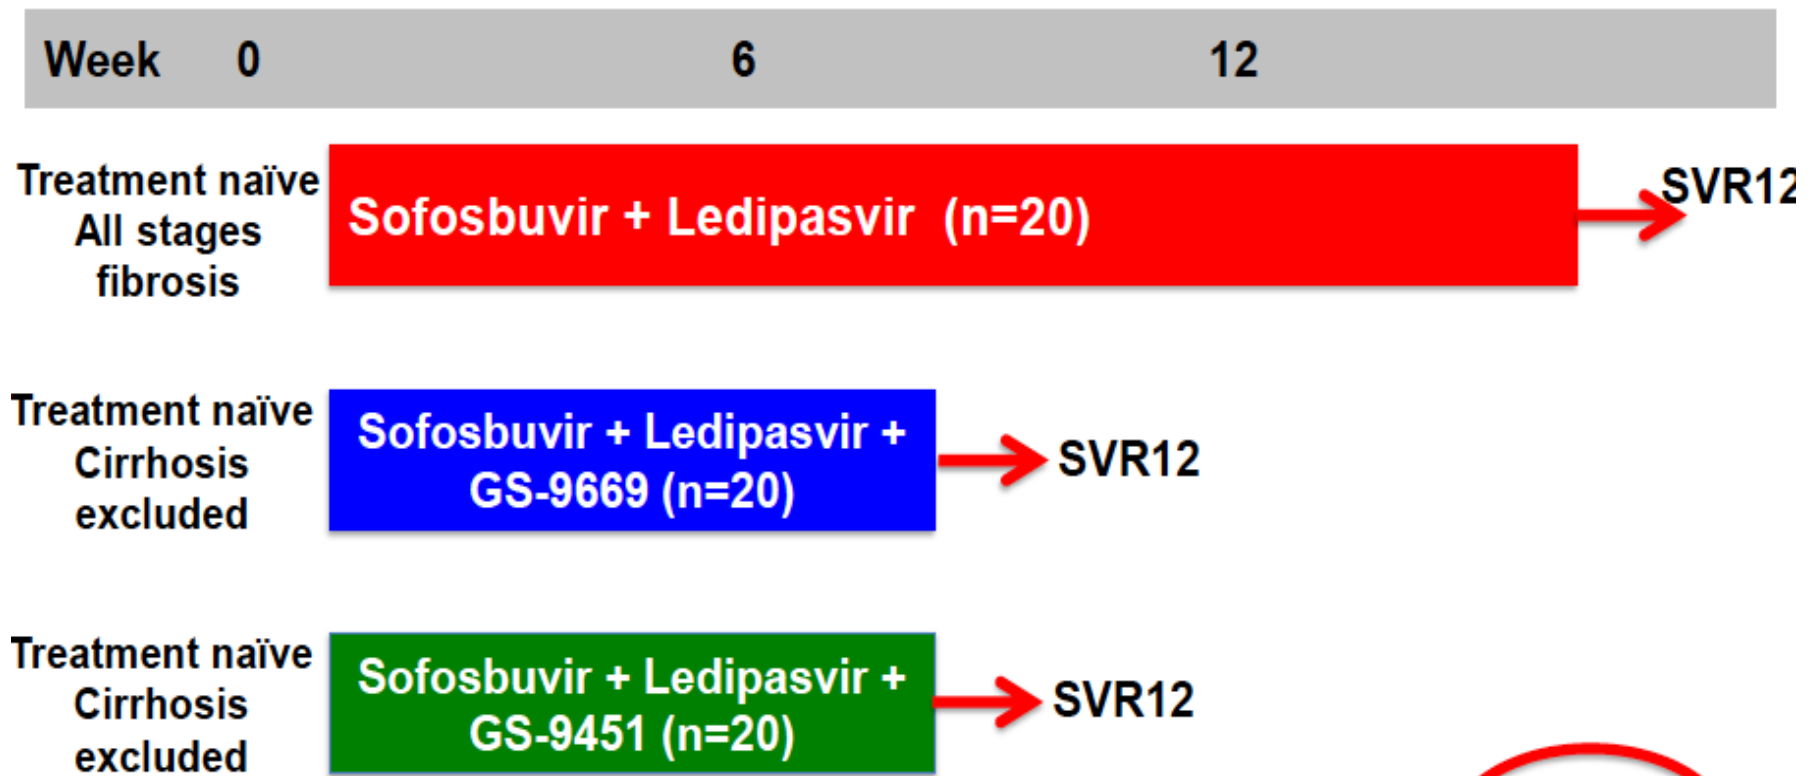 Week 0 6 12
Treatment naïve
All stages
fibrosis
Sofosbuvir + Ledipasvir (n=20)
SVR12
Treatment naïve
Cirrhosis
excluded
Sofosbuvir + Ledipasvir +
GS-9669 (n=20)
SVR12
Treatment naïve
Cirrhosis
excluded
Sofosbuvir + Ledipasvir +
GS-9451 (n=20)
SVR12